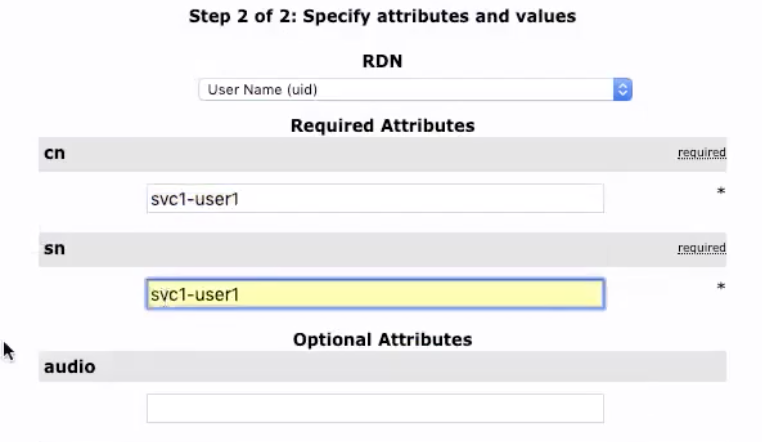 Step 2 of 2: Specify attributes and values
RDN
User Name (uid)
Required Attributes
cn required
svc1-user1 *
sn required
svc1-user1 *
Optional Attributes
audio